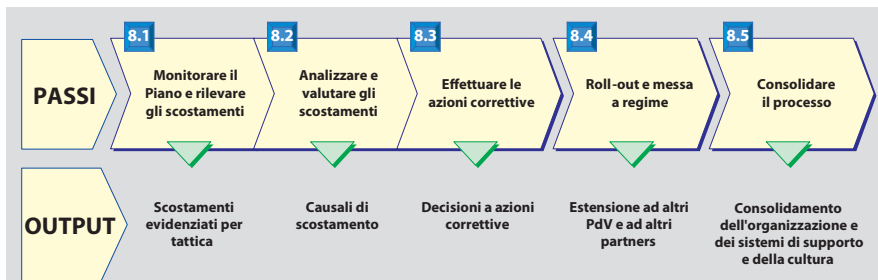 8.1
8.2
8.3
8.4
8.5
PASSI
Monitorare il
Piano e rilevare
gli scostamenti
Analizzare e
valutare gli
scostamenti
Effettuare le
azioni correttive
Roll-out e messa
a regime
Consolidare
il processo
OUTPUT
Scostamenti
evidenziati per
tattica
Causali di
scostamento
Decisioni a azioni
correttive
Estensione ad altri
PdV e ad altri
partners
Consolidamento
dell'organizzazione e
dei sistemi di supporto
e della cultura